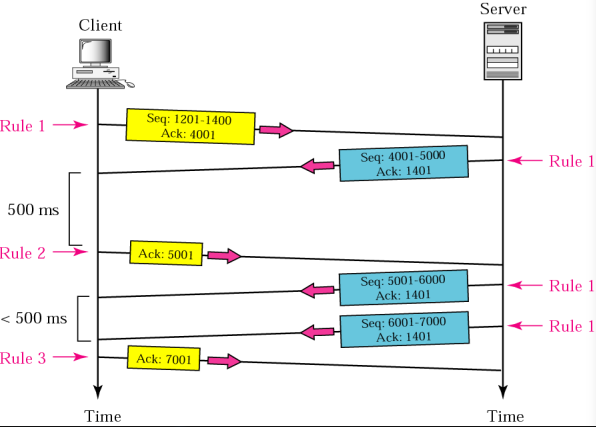 Client
Server
Rule 1
Seq: 1201-1400
Ack: 4001
Seq: 4001-5000
Ack: 1401
Rule 1
500 ms
Rule 2
Ack: 5001
Seq: 5001-6000
Ack: 1401
Rule 1
< 500 ms
Seq: 6001-7000
Ack: 1401
Rule 1
Rule 3
Ack: 7001
Time
Time